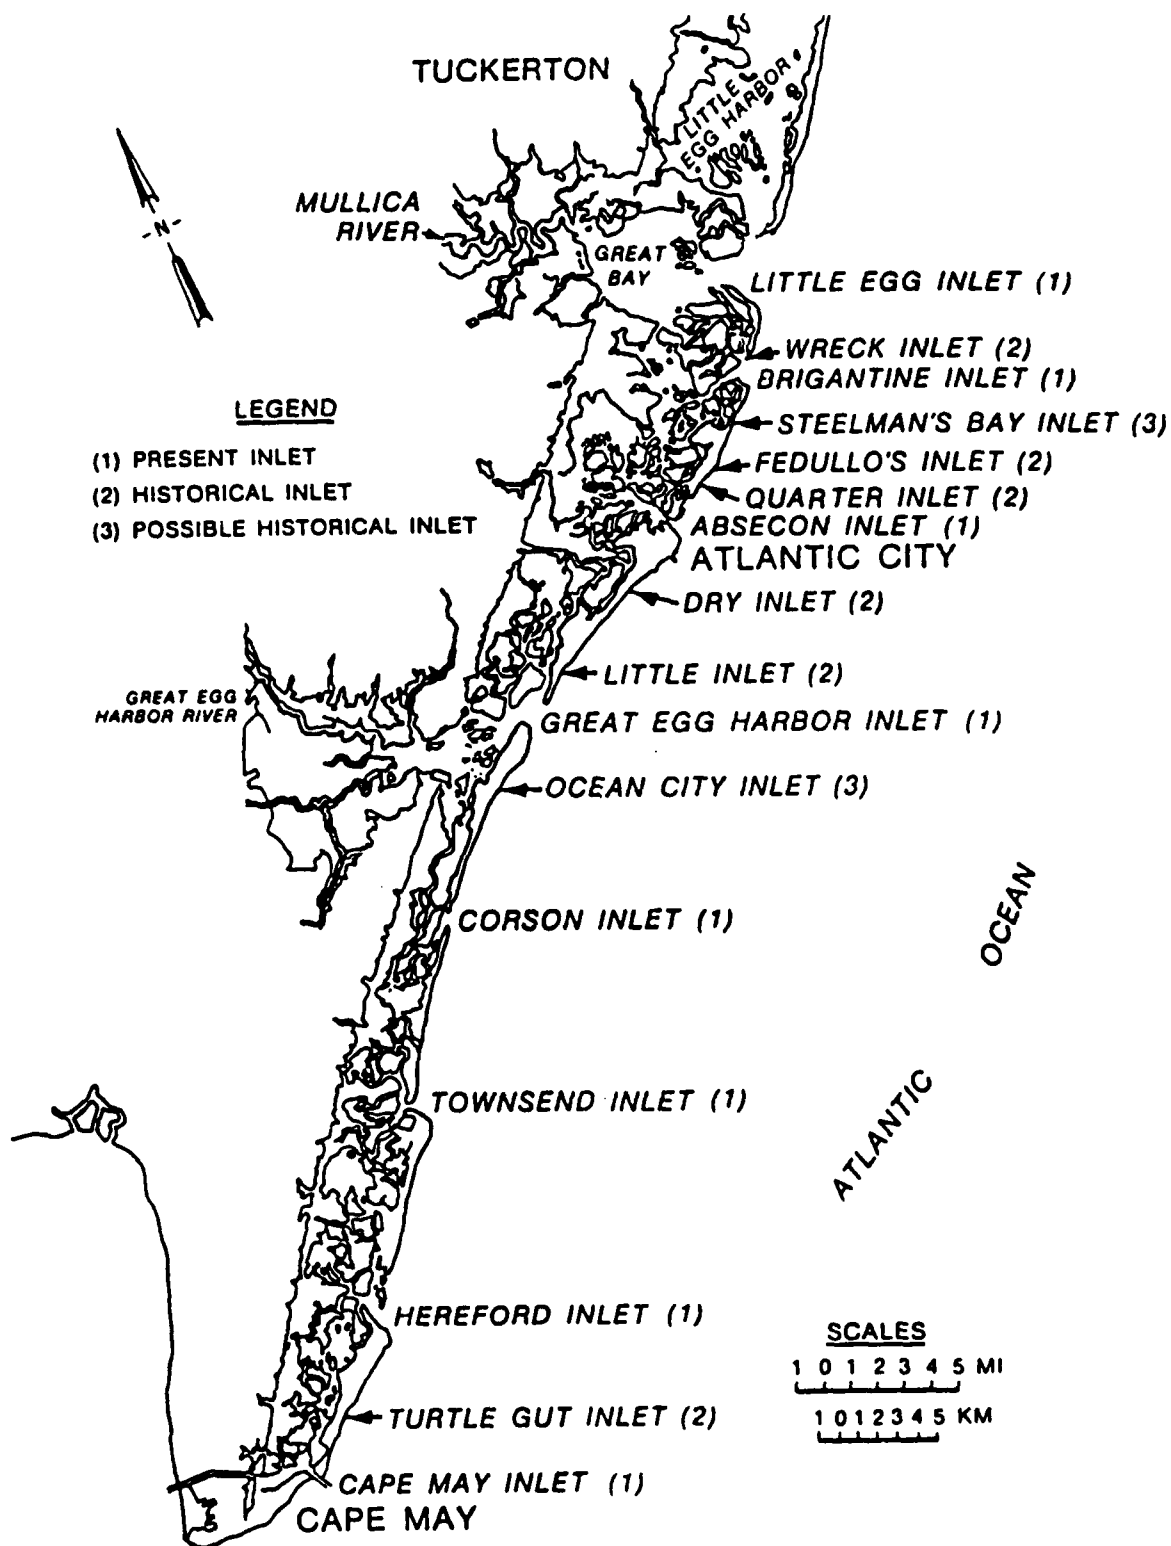 TUCKERTON
LITTLE
EGG HARBOR
MULLICA
RIVER
-N-
GREAT
BAY
LITTLE EGG INLET (1)
WRECK INLET (2)
BRIGANTINE INLET (1)
LEGEND
STEELMAN'S BAY INLET (3)
(1) PRESENT INLET
FEDULLO'S INLET (2)
(2) HISTORICAL INLET
QUARTER INLET (2)
(3) POSSIBLE HISTORICAL INLET
ABSECON INLET (1)
ATLANTIC CITY
DRY INLET (2)
LITTLE INLET (2)
GREAT EGG
HARBOR RIVER
GREAT EGG HARBOR INLET (1)
OCEAN CITY INLET (3)
CORSON INLET (1)
OCEAN
ATLANTIC
TOWNSEND INLET (1)
HEREFORD INLET (1)
SCALES
1 0 1 2 3 4 5 MI
1 0 1 2 3 4 5 KM
TURTLE GUT INLET (2)
CAPE MAY INLET (1)
CAPE MAY